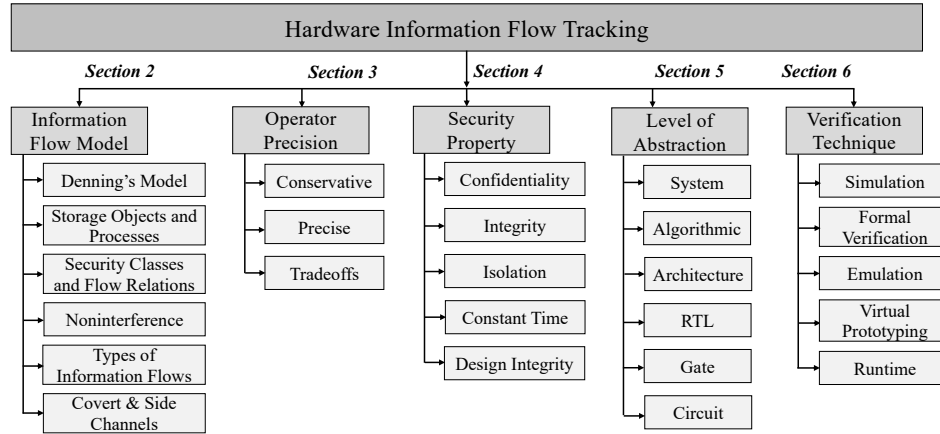 Hardware Information Flow Tracking
Section 2
Section 3
Section 4
Section 5
Section 6
Information
Flow Model
Denning's Model
Storage Objects and
Processes
Security Classes
and Flow Relations
Noninterference
Types of
Information Flows
Covert & Side
Channels
Operator
Precision
Conservative
Precise
Tradeoffs
Security
Property
Confidentiality
Integrity
Isolation
Constant Time
Design Integrity
Level of
Abstraction
System
Algorithmic
Architecture
RTL
Gate
Circuit
Verification
Technique
Simulation
Formal
Verification
Emulation
Virtual
Prototyping
Runtime